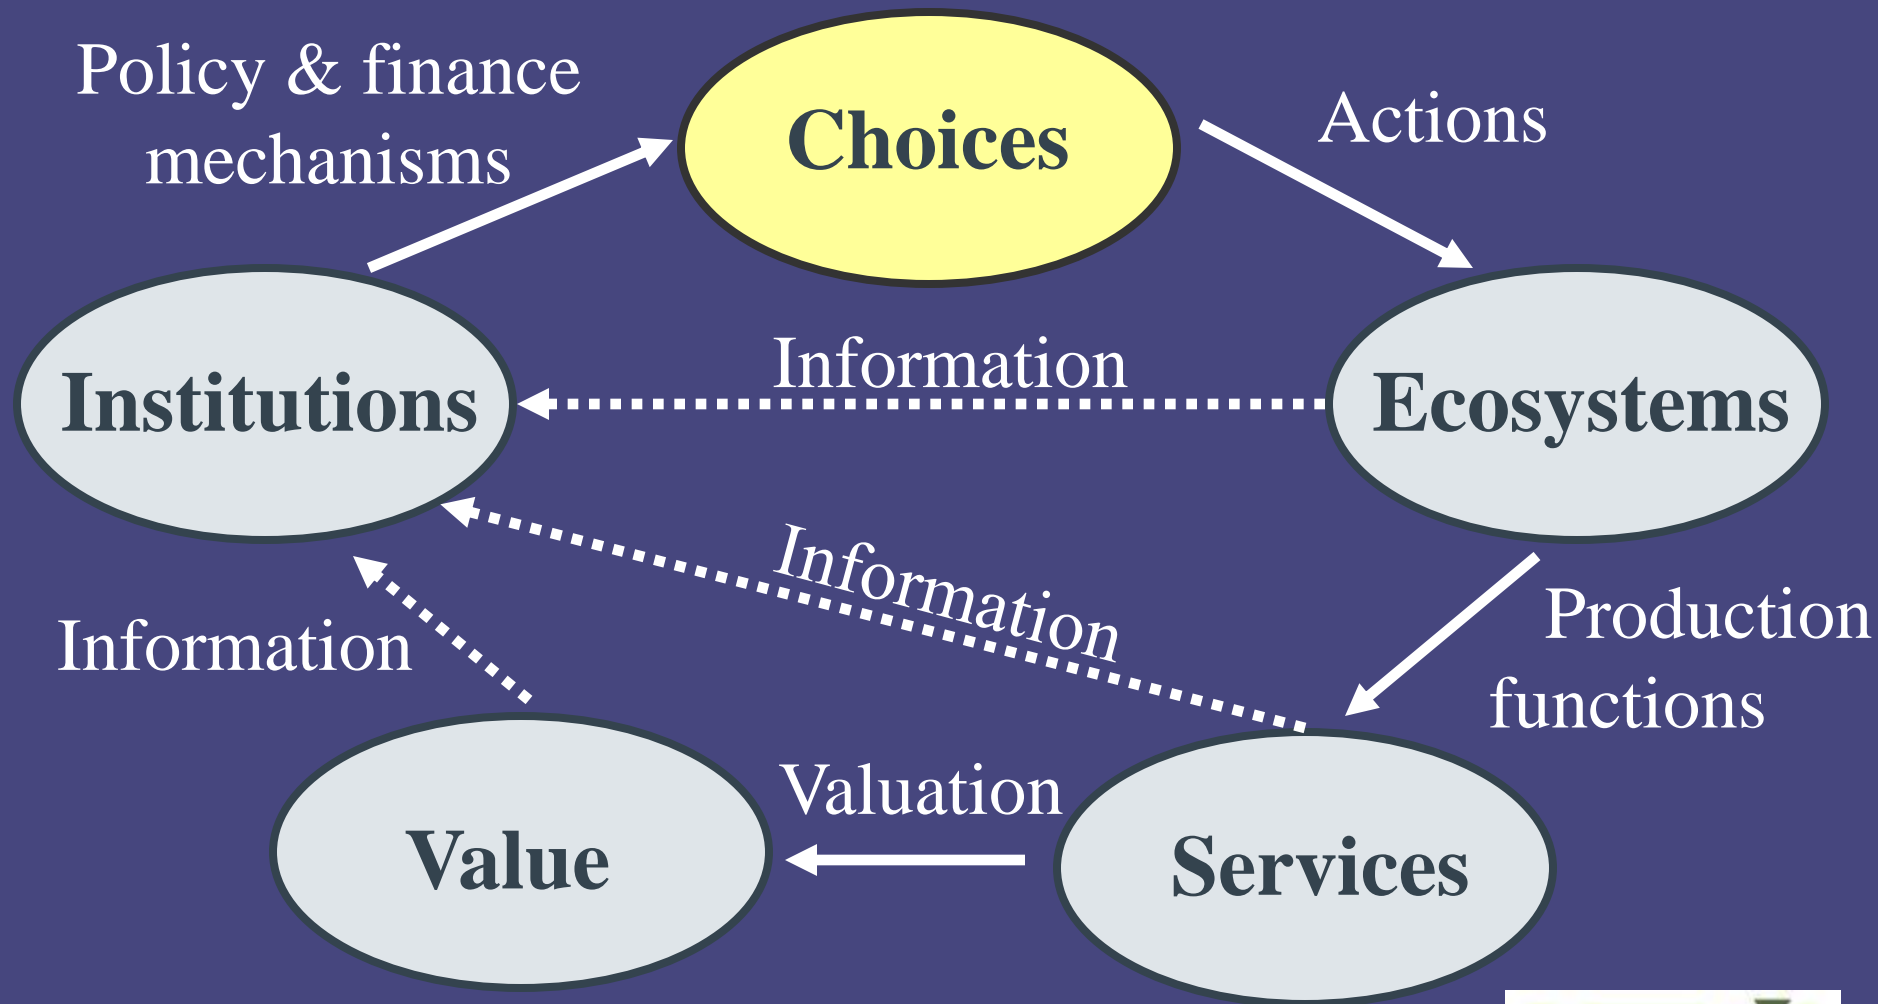 Policy & finance
mechanisms
Choices
Actions
Institutions
Information
Ecosystems
Information
Information
Production
functions
Value
Valuation
Services